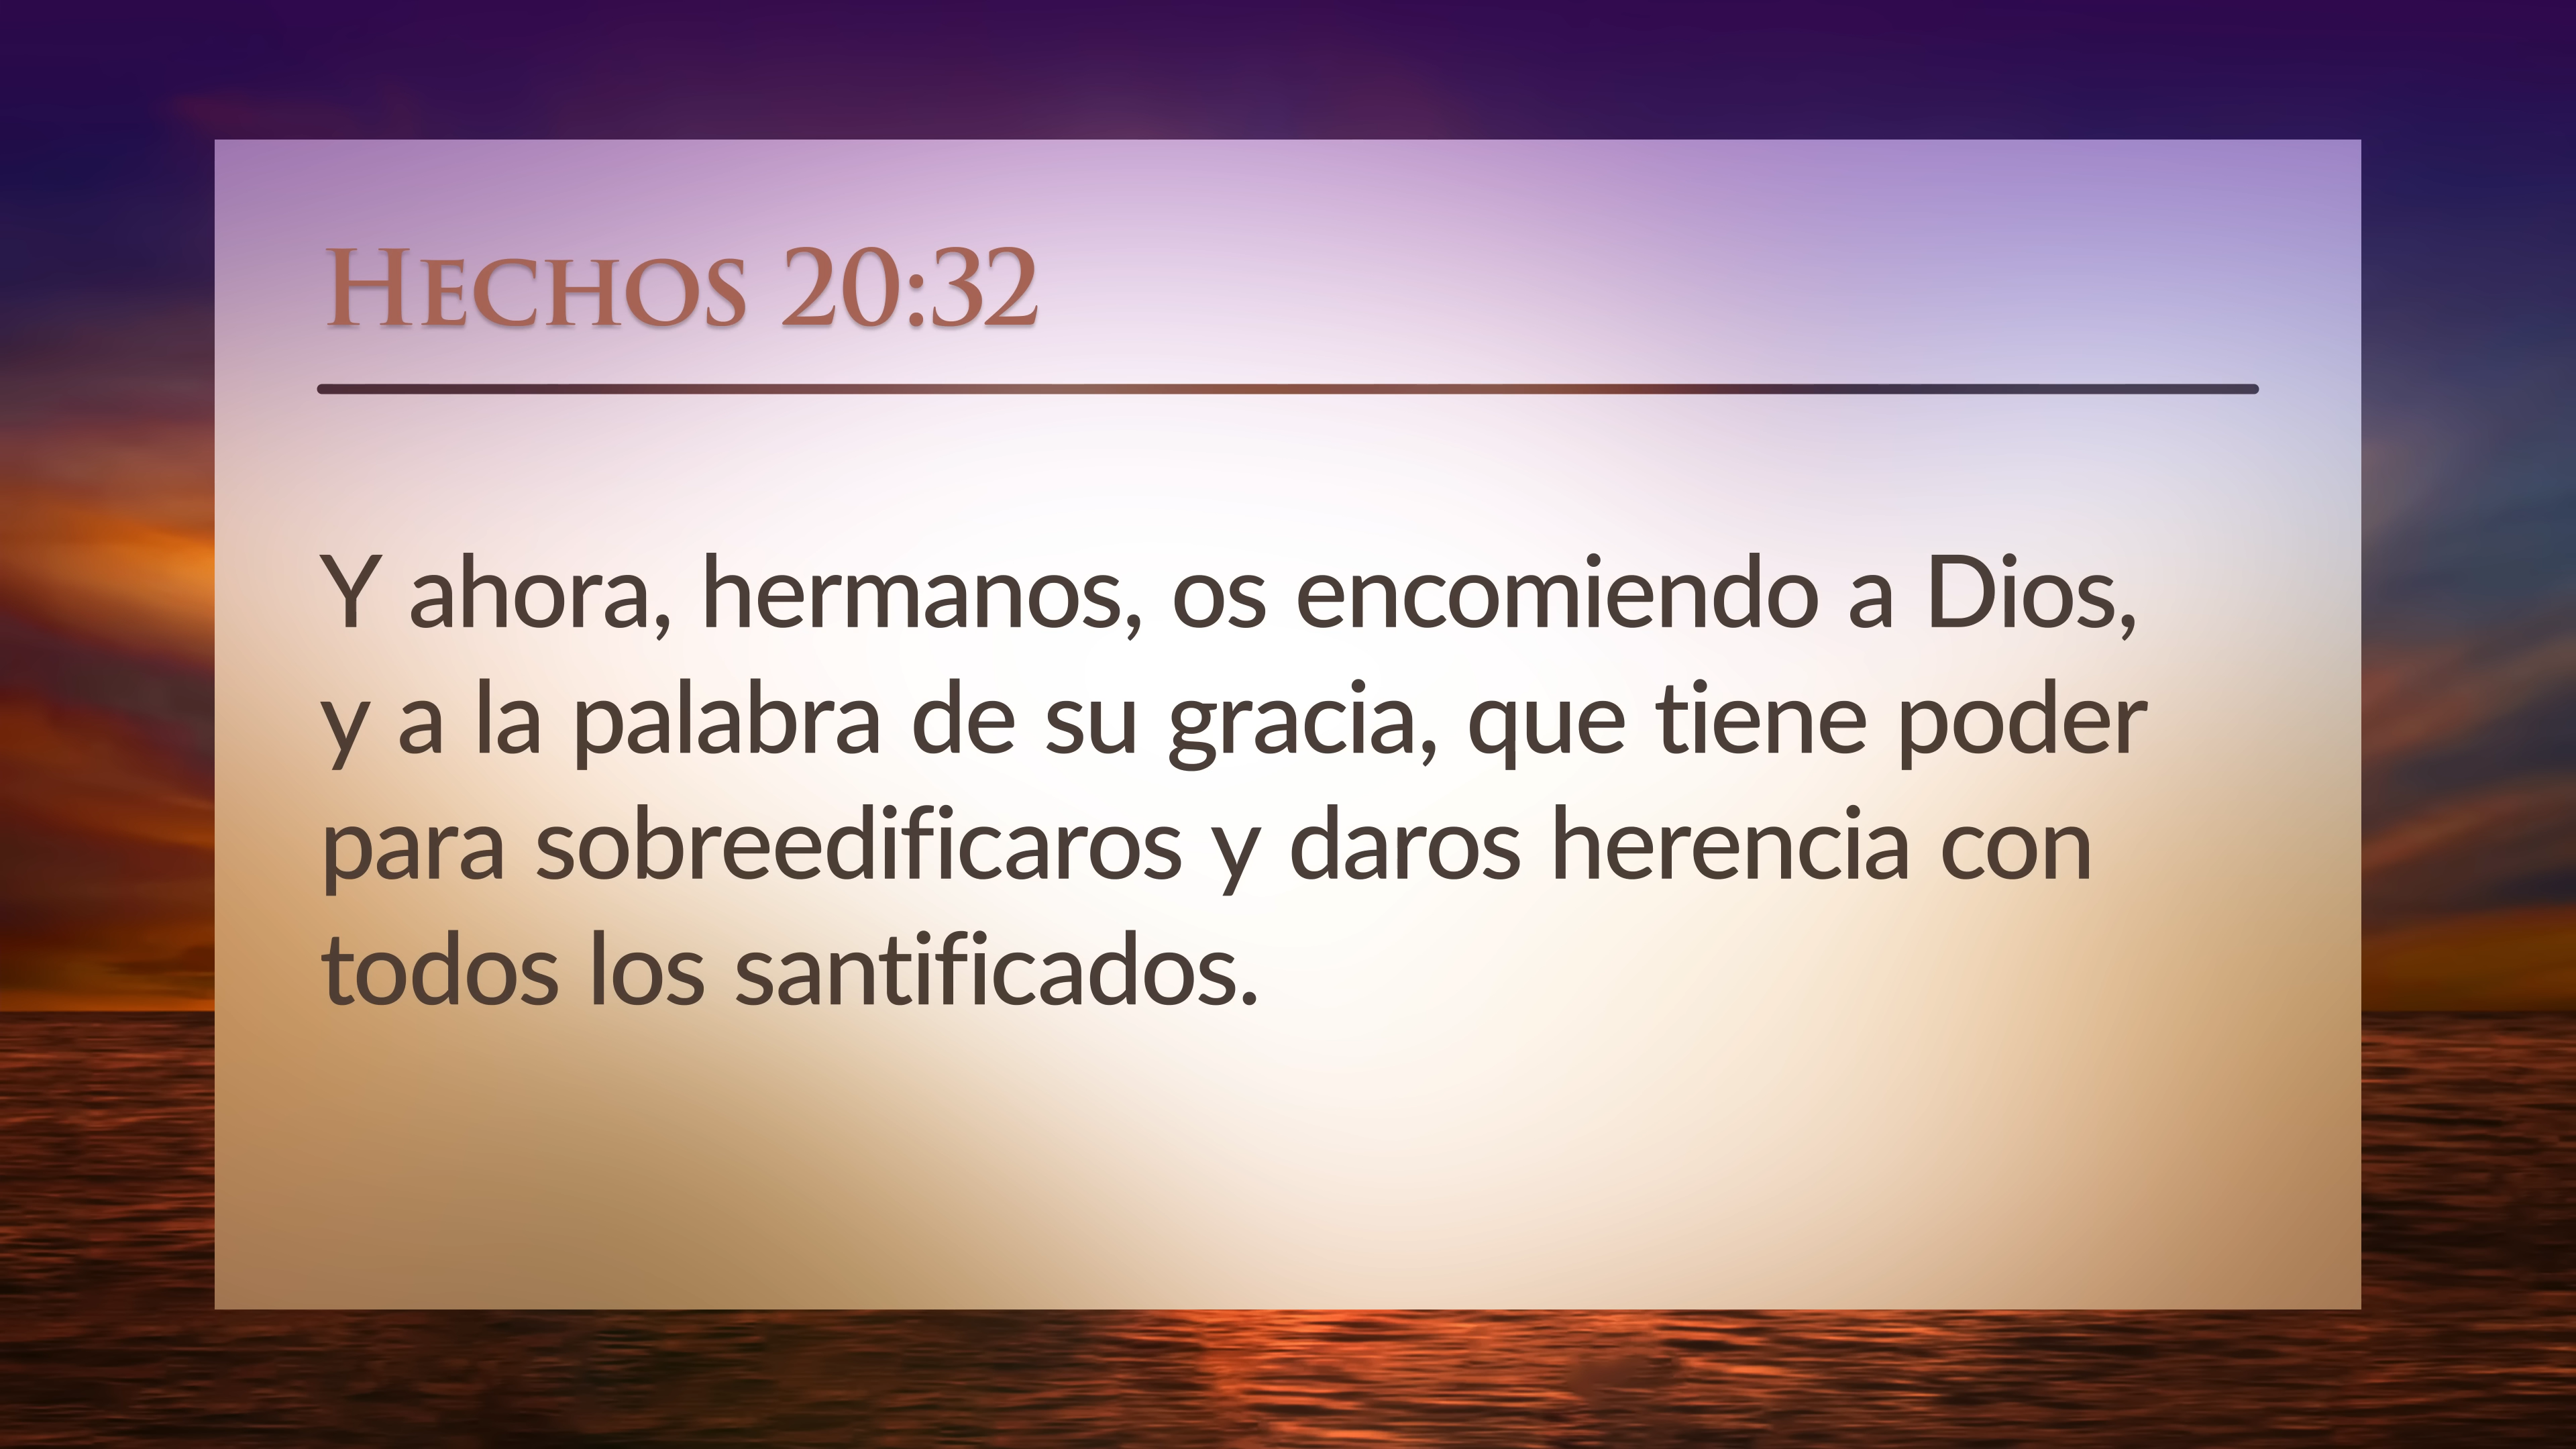 Hechos 20:32
Y ahora, hermanos, os encomiendo a Dios,
y a la palabra de su gracia, que tiene poder
para sobreedificaros y daros herencia con
todos los santificados.